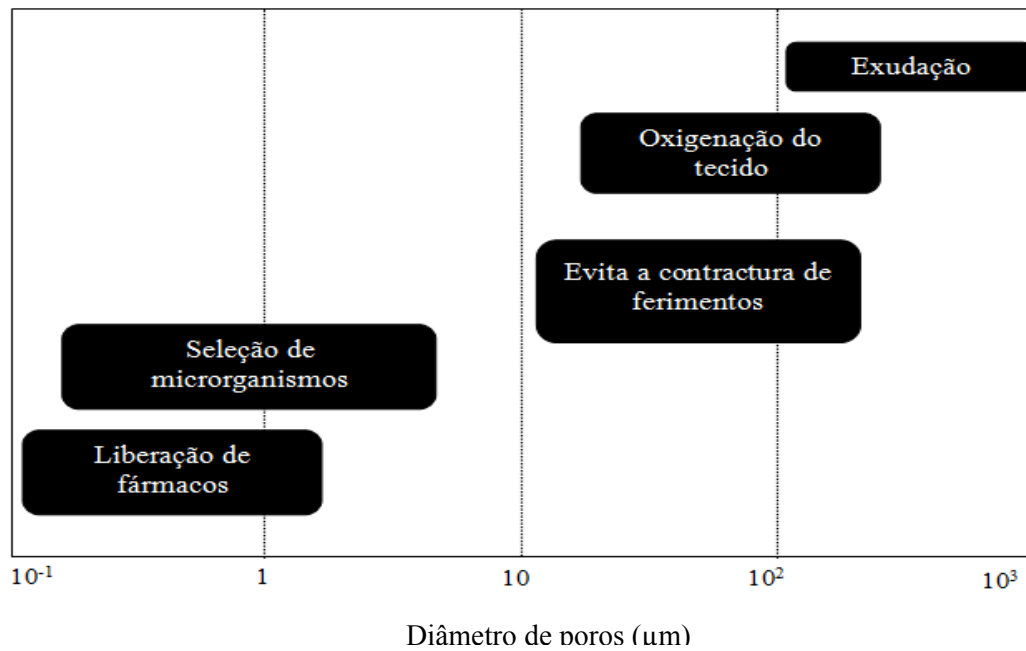 Exudação
Oxigenação do
tecido
Evita a contractura de
ferimentos
Seleção de
microrganismos
Liberação de
fármacos
10-1
1
10
10²
10³
Diâmetro de poros (µm)